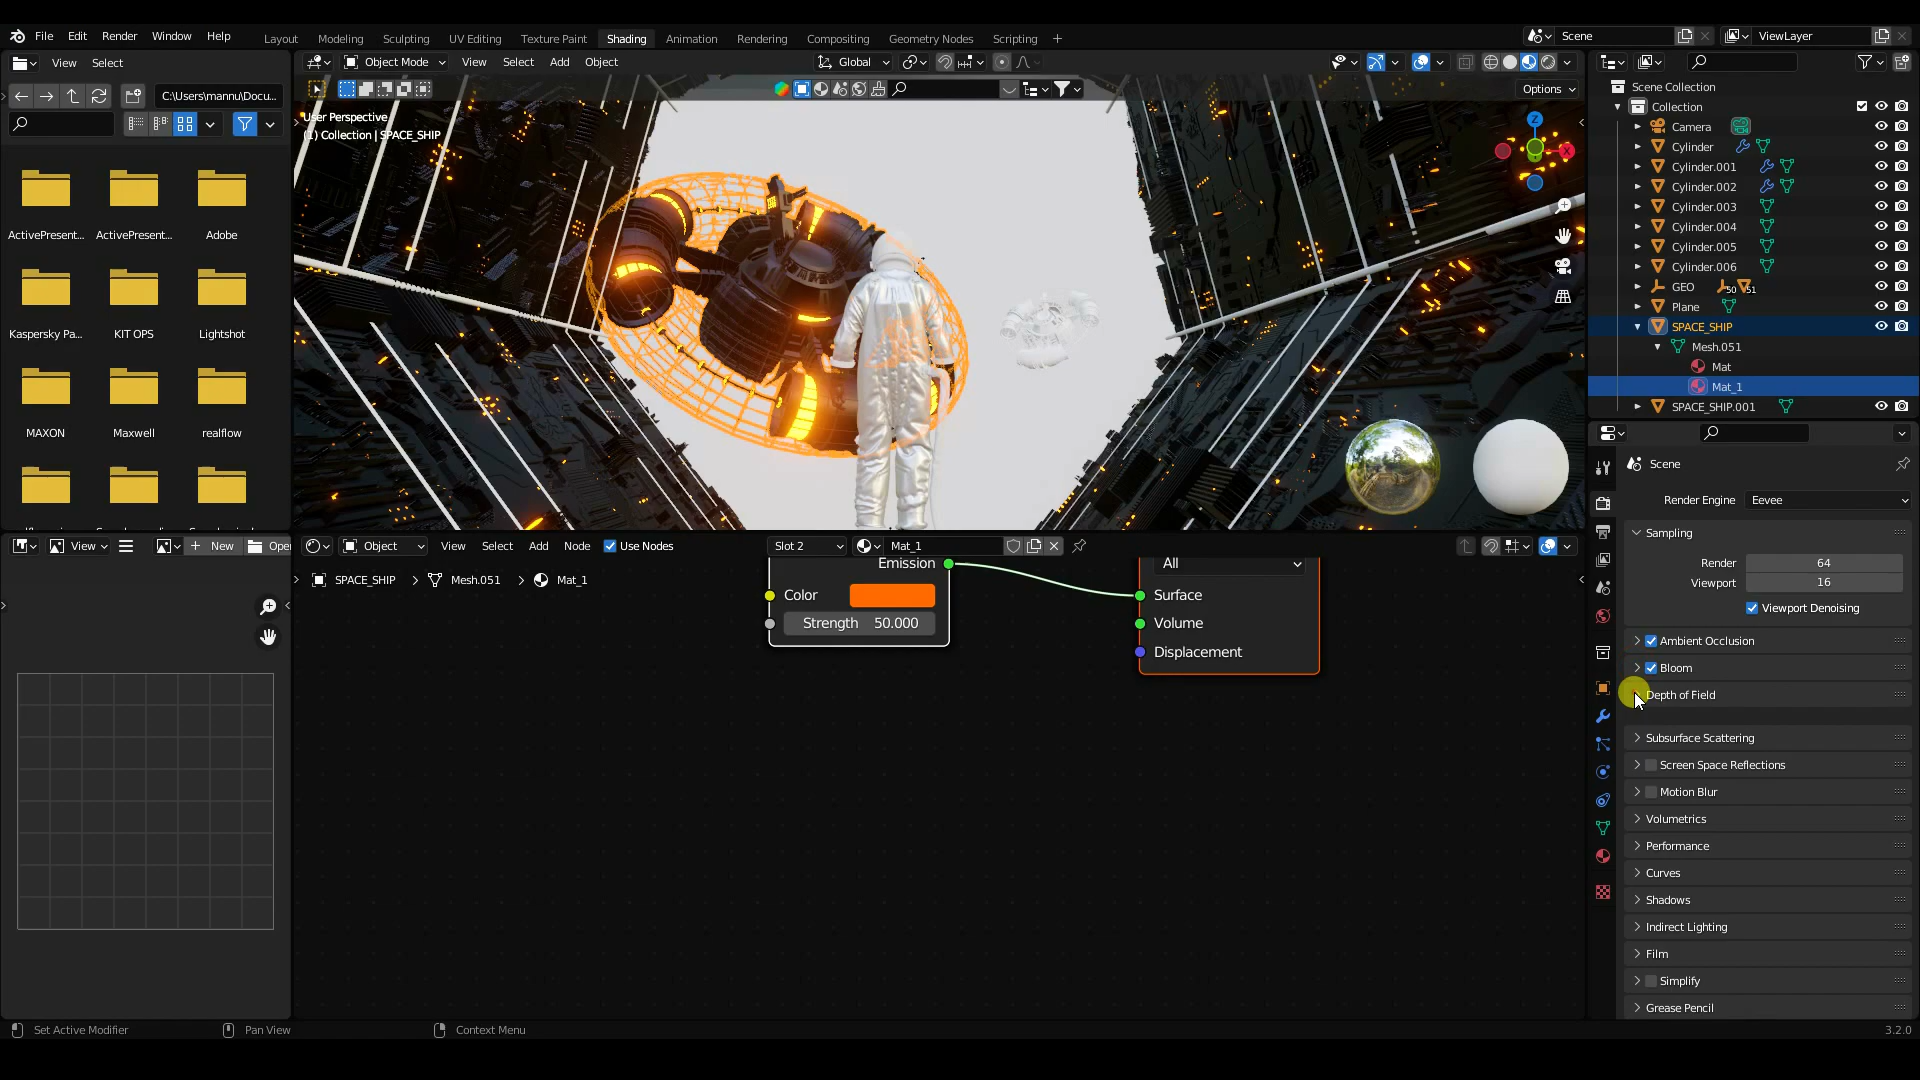 File Edit Render Window Help
Layout Modeling Sculpting UV Editing Texture Paint Shading Animation Rendering Compositing Geometry Nodes Scripting +
Scene
ViewLayer
View Select
C:\Users\mannu\Docu...
ActivePresent... ActivePresent... Adobe
Kaspersky Pa... KIT OPS Lightshot
MAXON Maxwell realflow
Object Mode View Select Add Object
Global
Options
User Perspective
(1) Collection | SPACE_SHIP
Z
X
Scene Collection
Collection
Camera
Cylinder
Cylinder.001
Cylinder.002
Cylinder.003
Cylinder.004
Cylinder.005
Cylinder.006
GEO 50 51
Plane
SPACE_SHIP
Mesh.051
Mat
Mat_1
SPACE_SHIP.001
View
+ New
Open
Object View Select Add Node Use Nodes
Slot 2
Mat_1
SPACE_SHIP > Mesh.051 > Mat_1
Emission
Color
Strength 50.000
All
Surface
Volume
Displacement
Scene
Render Engine Eevee
Sampling
Render 64
Viewport 16
Viewport Denoising
Ambient Occlusion
Bloom
Depth of Field
Subsurface Scattering
Screen Space Reflections
Motion Blur
Volumetrics
Performance
Curves
Shadows
Indirect Lighting
Film
Simplify
Grease Pencil
Set Active Modifier Pan View Context Menu
3.2.0